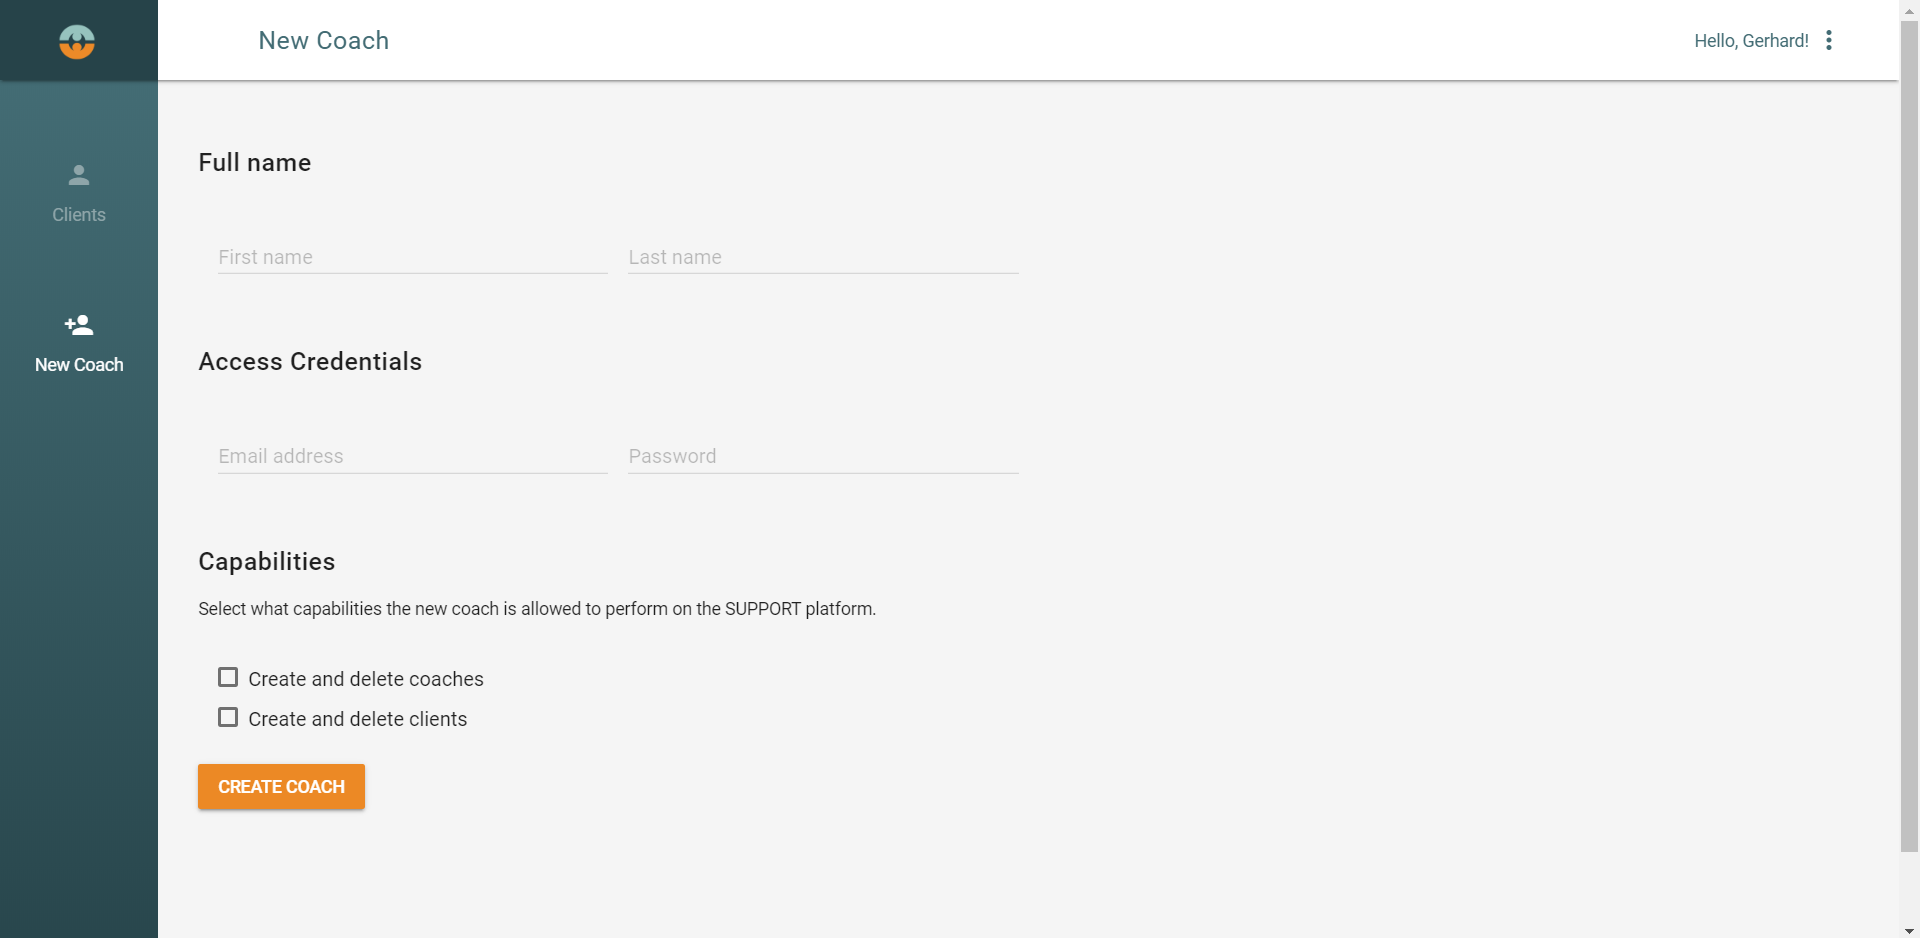 New Coach
Hello, Gerhard!
Clients
New Coach
Full name
First name
Last name
Access Credentials
Email address
Password
Capabilities
Select what capabilities the new coach is allowed to perform on the SUPPORT platform.
Create and delete coaches
Create and delete clients
CREATE COACH